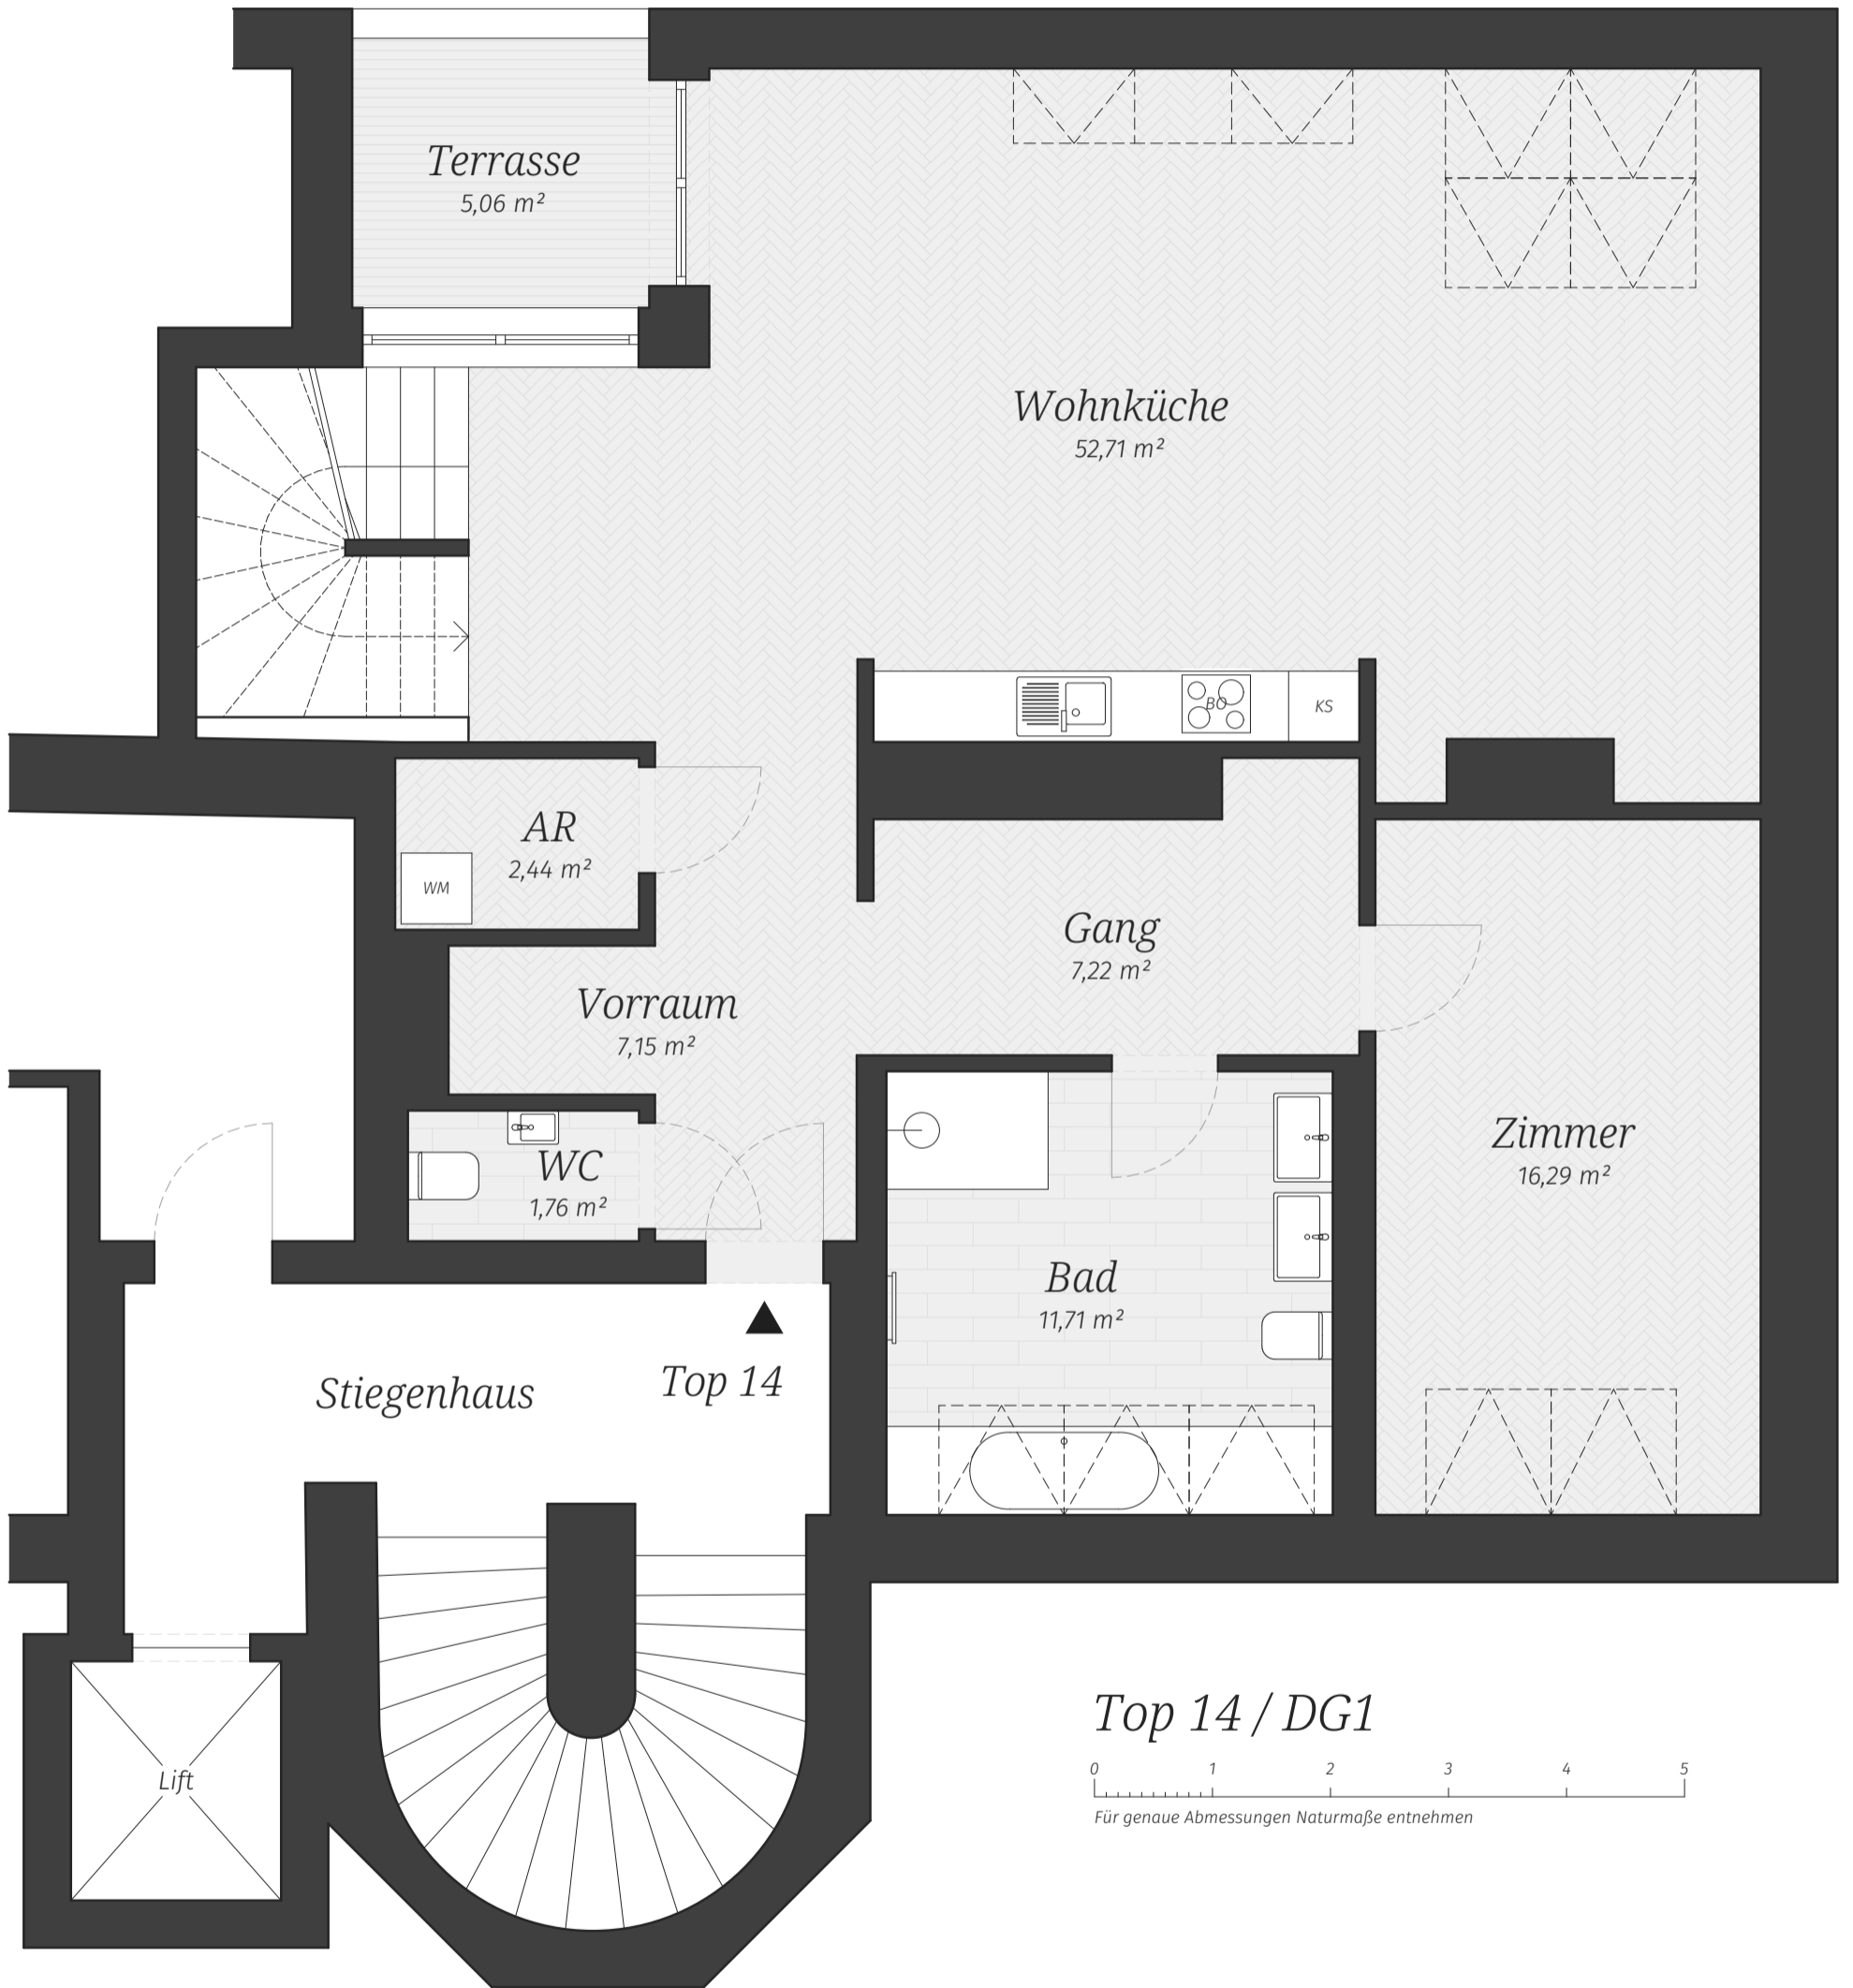 Terrasse
5,06 m²
Wohnküche
52,71 m²
BO
KS
AR
2,44 m²
WM
Gang
7,22 m²
Vorraum
7,15 m²
WC
1,76 m²
Zimmer
16,29 m²
Bad
11,71 m²
Stiegenhaus
Top 14
Lift
Top 14 / DG1
0 1 2 3 4 5
Für genaue Abmessungen Naturmaße entnehmen